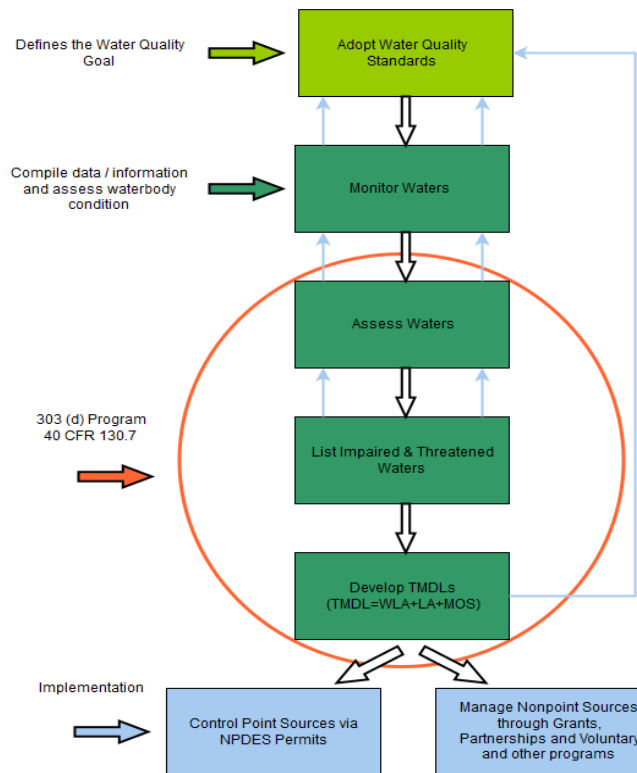 Defines the Water Quality
Goal
Adopt Water Quality
Standards
Compile data / information
and assess waterbody
condition
Monitor Waters
Assess Waters
303 (d) Program
40 CFR 130.7
List Impaired & Threatened
Waters
Develop TMDLs
(TMDL=WLA+LA+MOS)
Implementation
Control Point Sources via
NPDES Permits
Manage Nonpoint Sources
through Grants,
Partnerships and Voluntary
and other programs